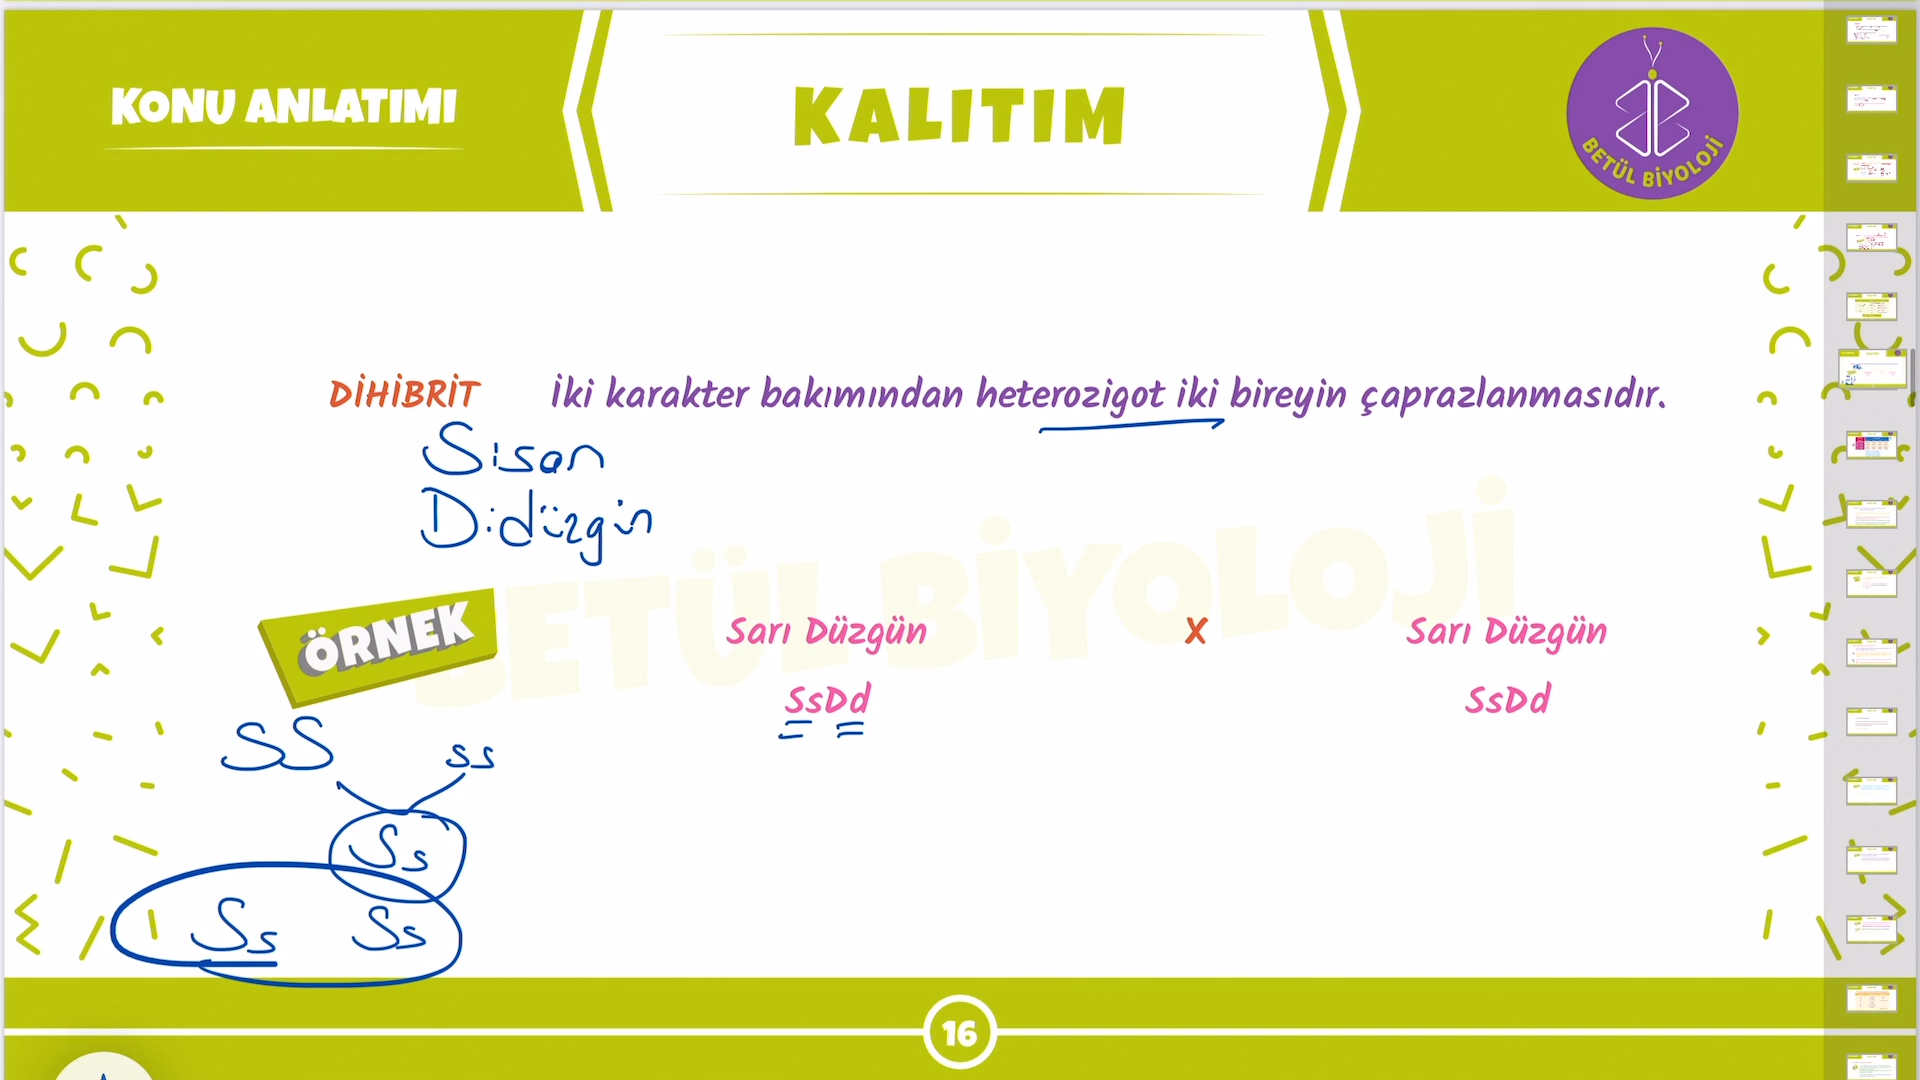 KONU ANLATIMI
KALITIM
BETÜL BİYOLOJİ
DİHİBRİT İki karakter bakımından heterozigot iki bireyin çaprazlanmasıdır.
S:sarı
D:düzgün
BETÜL BİYOLOJİ
ÖRNEK
Sarı Düzgün X Sarı Düzgün
SsDd SsDd
SS ss
Ss
Ss Ss
16